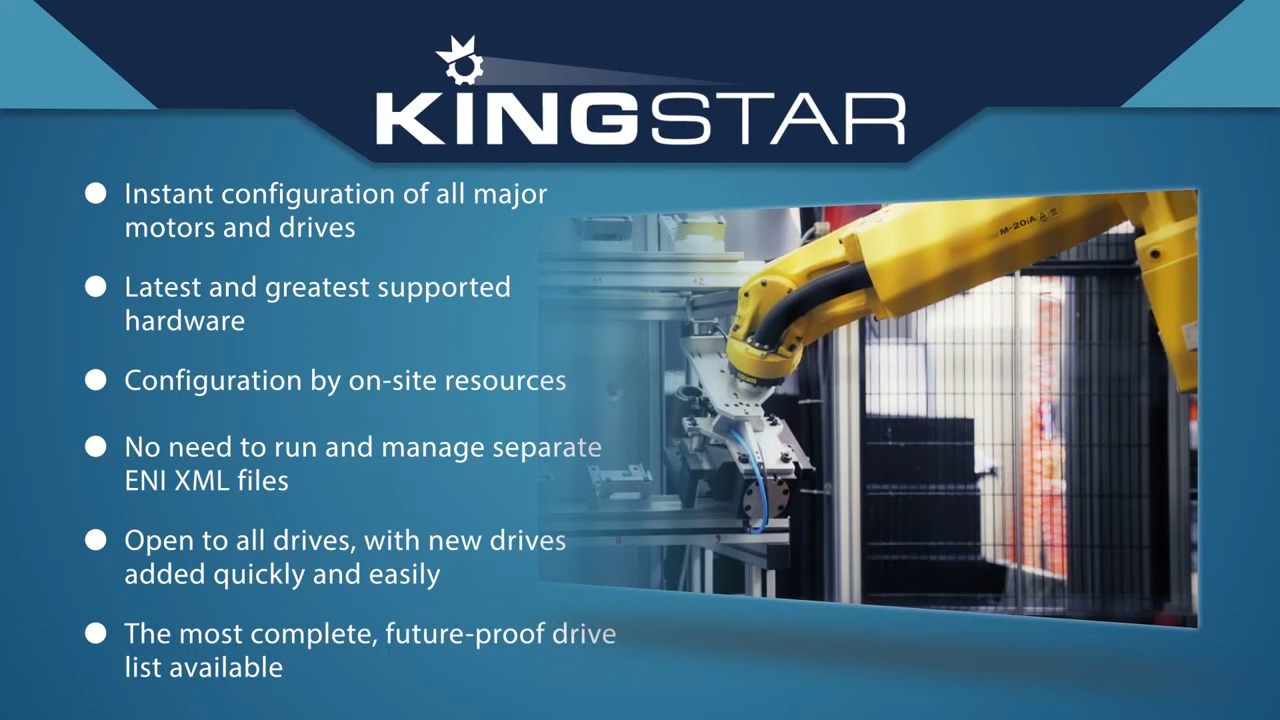 KINGSTAR
Instant configuration of all major
motors and drives
Latest and greatest supported
hardware
Configuration by on-site resources
No need to run and manage separate
ENI XML files
Open to all drives, with new drives
added quickly and easily
The most complete, future-proof drive
list available
M-20iA